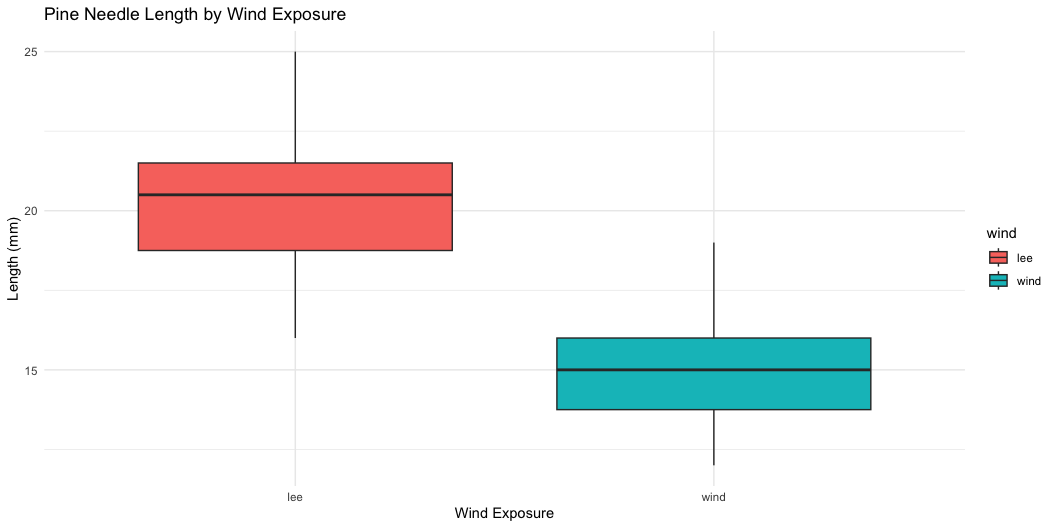 Pine Needle Length by Wind Exposure
25
20
15
Length (mm)
lee
wind
Wind Exposure
wind
lee
wind